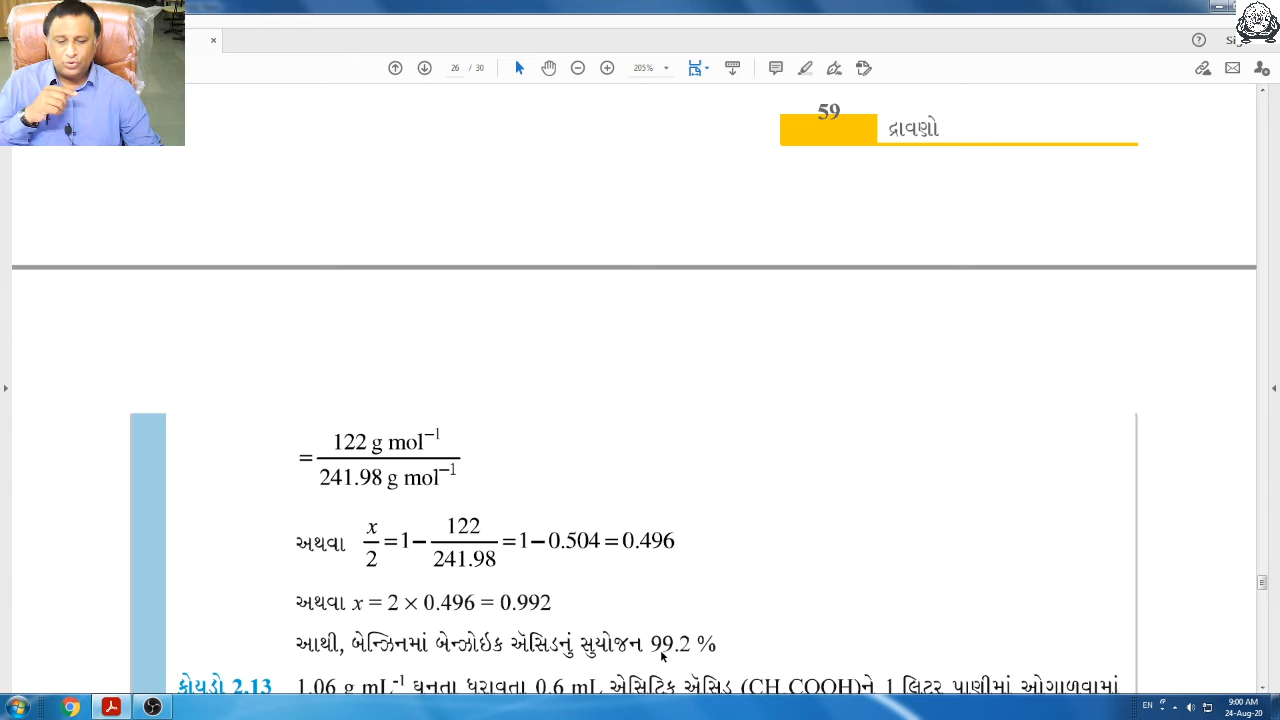 Sig
26 / 30
205%
59
દ્રાવણો
= 122 g mol⁻¹ / 241.98 g mol⁻¹
અથવા x/2 = 1 − 122/241.98 = 1 − 0.504 = 0.496
અથવા x = 2 × 0.496 = 0.992
આથી, બેન્ઝિનમાં બેન્ઝોઇક ઍસિડનું સુયોજન 99.2 %
કોયડો 2.13 1.06 g mL⁻¹ ઘનતા ધરાવતા 0.6 mL એસિટિક ઍસિડ (CH COOH)ને 1 લિટર પાણીમાં ઓગાળવામાં
EN
9:00 AM
24-Aug-20